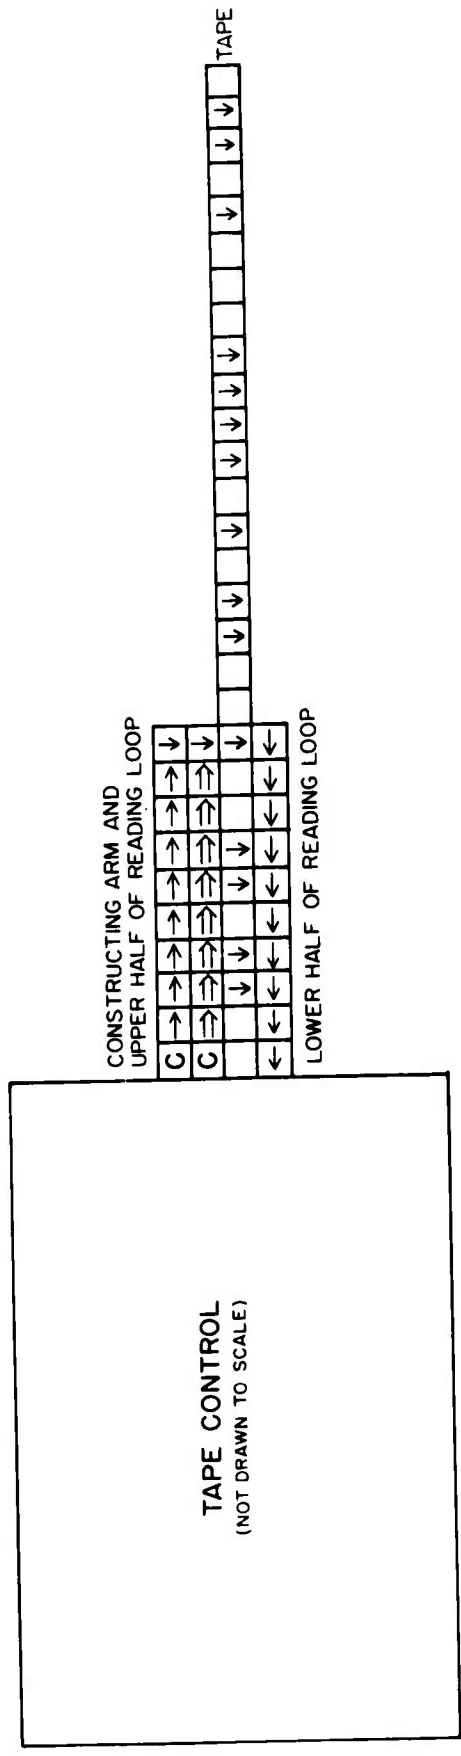 CONSTRUCTING ARM AND
UPPER HALF OF READING LOOP
C
C
TAPE
LOWER HALF OF READING LOOP
TAPE CONTROL
(NOT DRAWN TO SCALE)